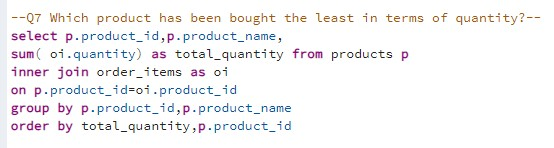 --Q7 Which product has been bought the least in terms of quantity?--
select p.product_id,p.product_name,
sum( oi.quantity) as total_quantity from products p
inner join order_items as oi
on p.product_id=oi.product_id
group by p.product_id,p.product_name
order by total_quantity,p.product_id